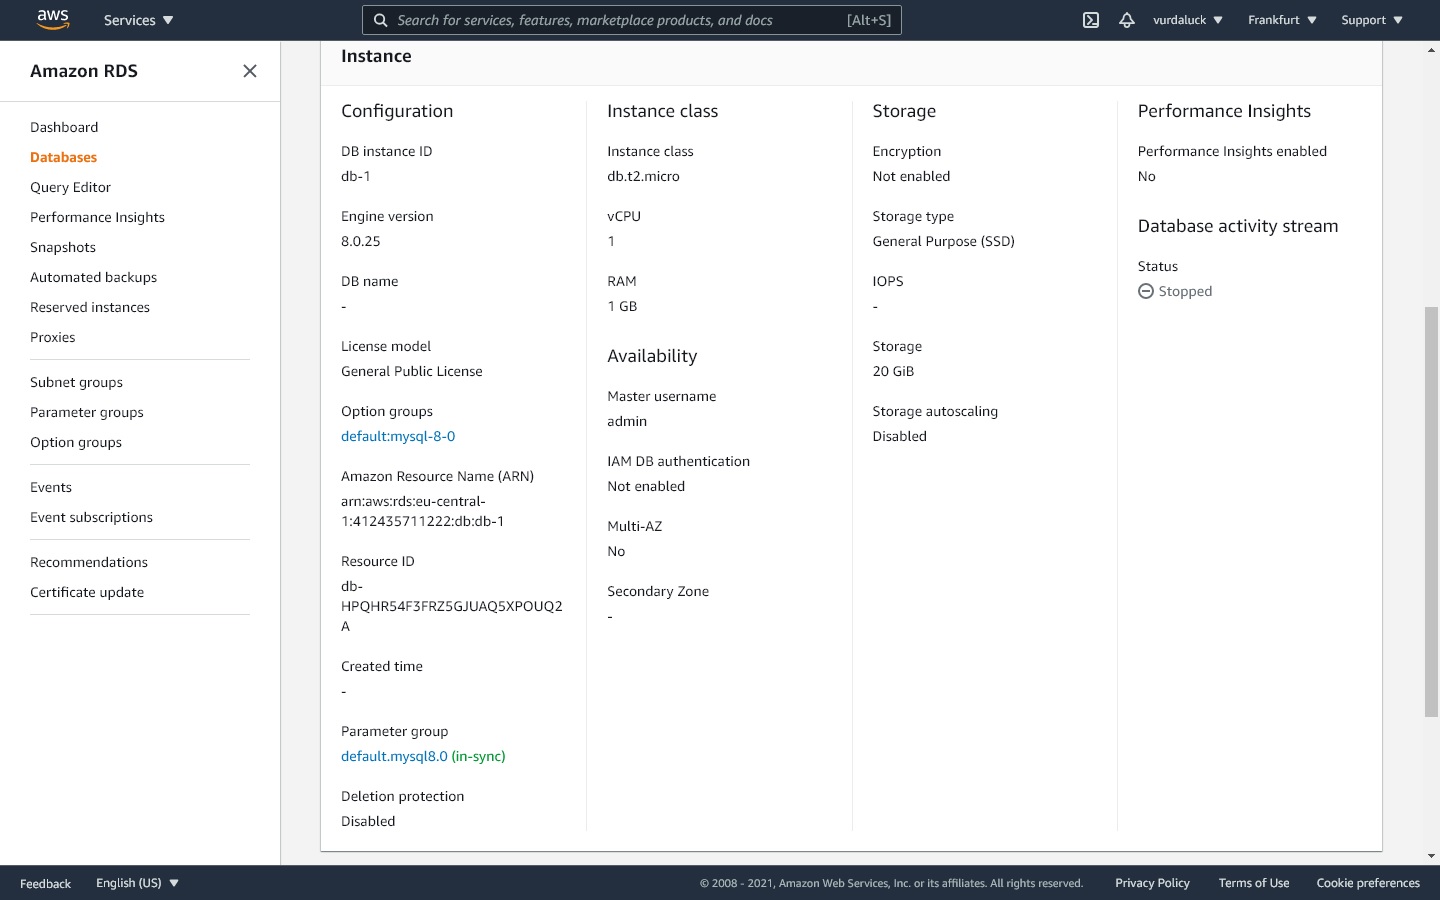 aws
Services
Search for services, features, marketplace products, and docs
[Alt+S]
vurdaluck
Frankfurt
Support
Amazon RDS
Dashboard
Databases
Query Editor
Performance Insights
Snapshots
Automated backups
Reserved instances
Proxies
Subnet groups
Parameter groups
Option groups
Events
Event subscriptions
Recommendations
Certificate update
Instance
Configuration
DB instance ID
db-1
Engine version
8.0.25
DB name
-
License model
General Public License
Option groups
default:mysql-8-0
Amazon Resource Name (ARN)
arn:aws:rds:eu-central-
1:412435711222:db:db-1
Resource ID
db-
HPQHR54F3FRZ5GJUAQ5XPOUQ2
A
Created time
-
Parameter group
default.mysql8.0 (in-sync)
Deletion protection
Disabled
Instance class
Instance class
db.t2.micro
vCPU
1
RAM
1 GB
Availability
Master username
admin
IAM DB authentication
Not enabled
Multi-AZ
No
Secondary Zone
-
Storage
Encryption
Not enabled
Storage type
General Purpose (SSD)
IOPS
-
Storage
20 GiB
Storage autoscaling
Disabled
Performance Insights
Performance Insights enabled
No
Database activity stream
Status
Stopped
Feedback
English (US)
© 2008 - 2021, Amazon Web Services, Inc. or its affiliates. All rights reserved.
Privacy Policy
Terms of Use
Cookie preferences